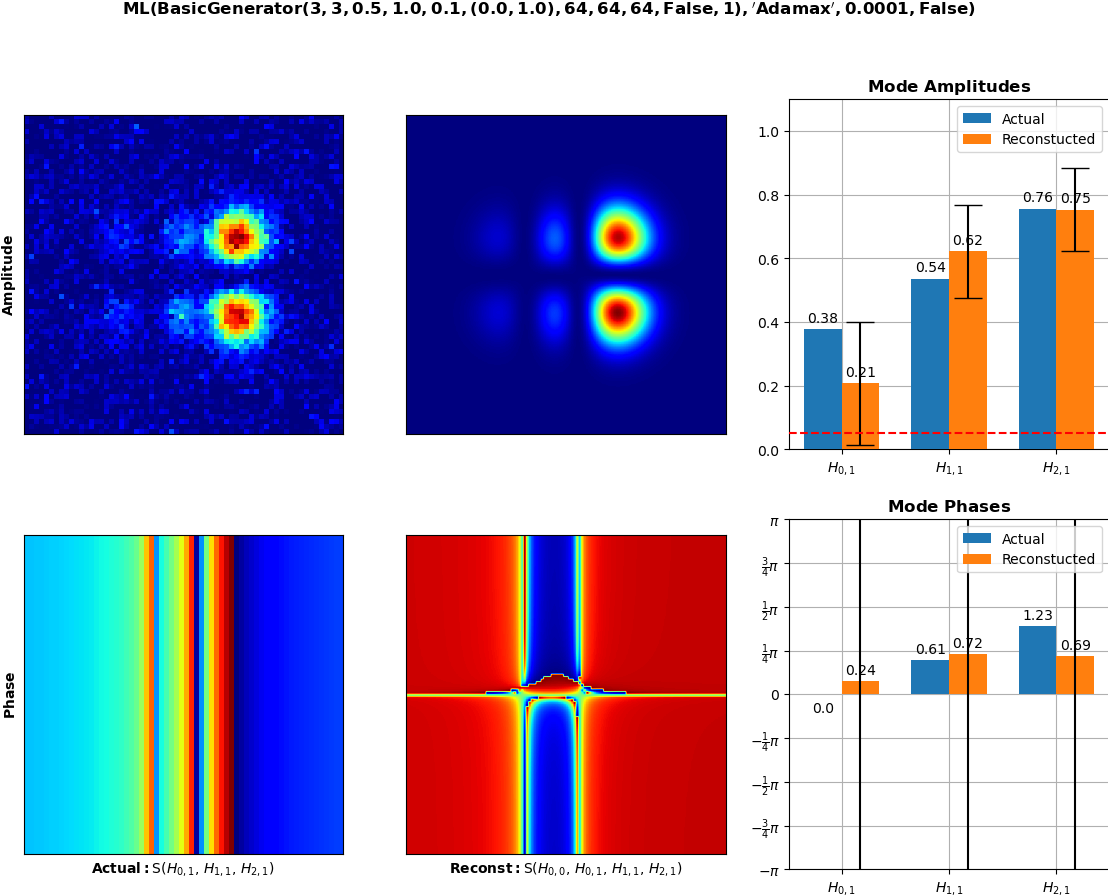 ML(BasicGenerator(3, 3, 0.5, 1.0, 0.1, (0.0, 1.0), 64, 64, 64, False, 1), ′Adamax′, 0.0001, False)
Amplitude
Mode Amplitudes
Actual
Reconstucted
1.0
0.8
0.6
0.4
0.2
0.0
0.38
0.21
0.54
0.62
0.76
0.75
H0,1
H1,1
H2,1
Phase
Actual: S(H0,1, H1,1, H2,1)
Reconst: S(H0,0, H0,1, H1,1, H2,1)
Mode Phases
Actual
Reconstucted
π
3/4π
1/2π
1/4π
0
−1/4π
−1/2π
−3/4π
−π
0.0
0.24
0.61
0.72
1.23
0.69
H0,1
H1,1
H2,1